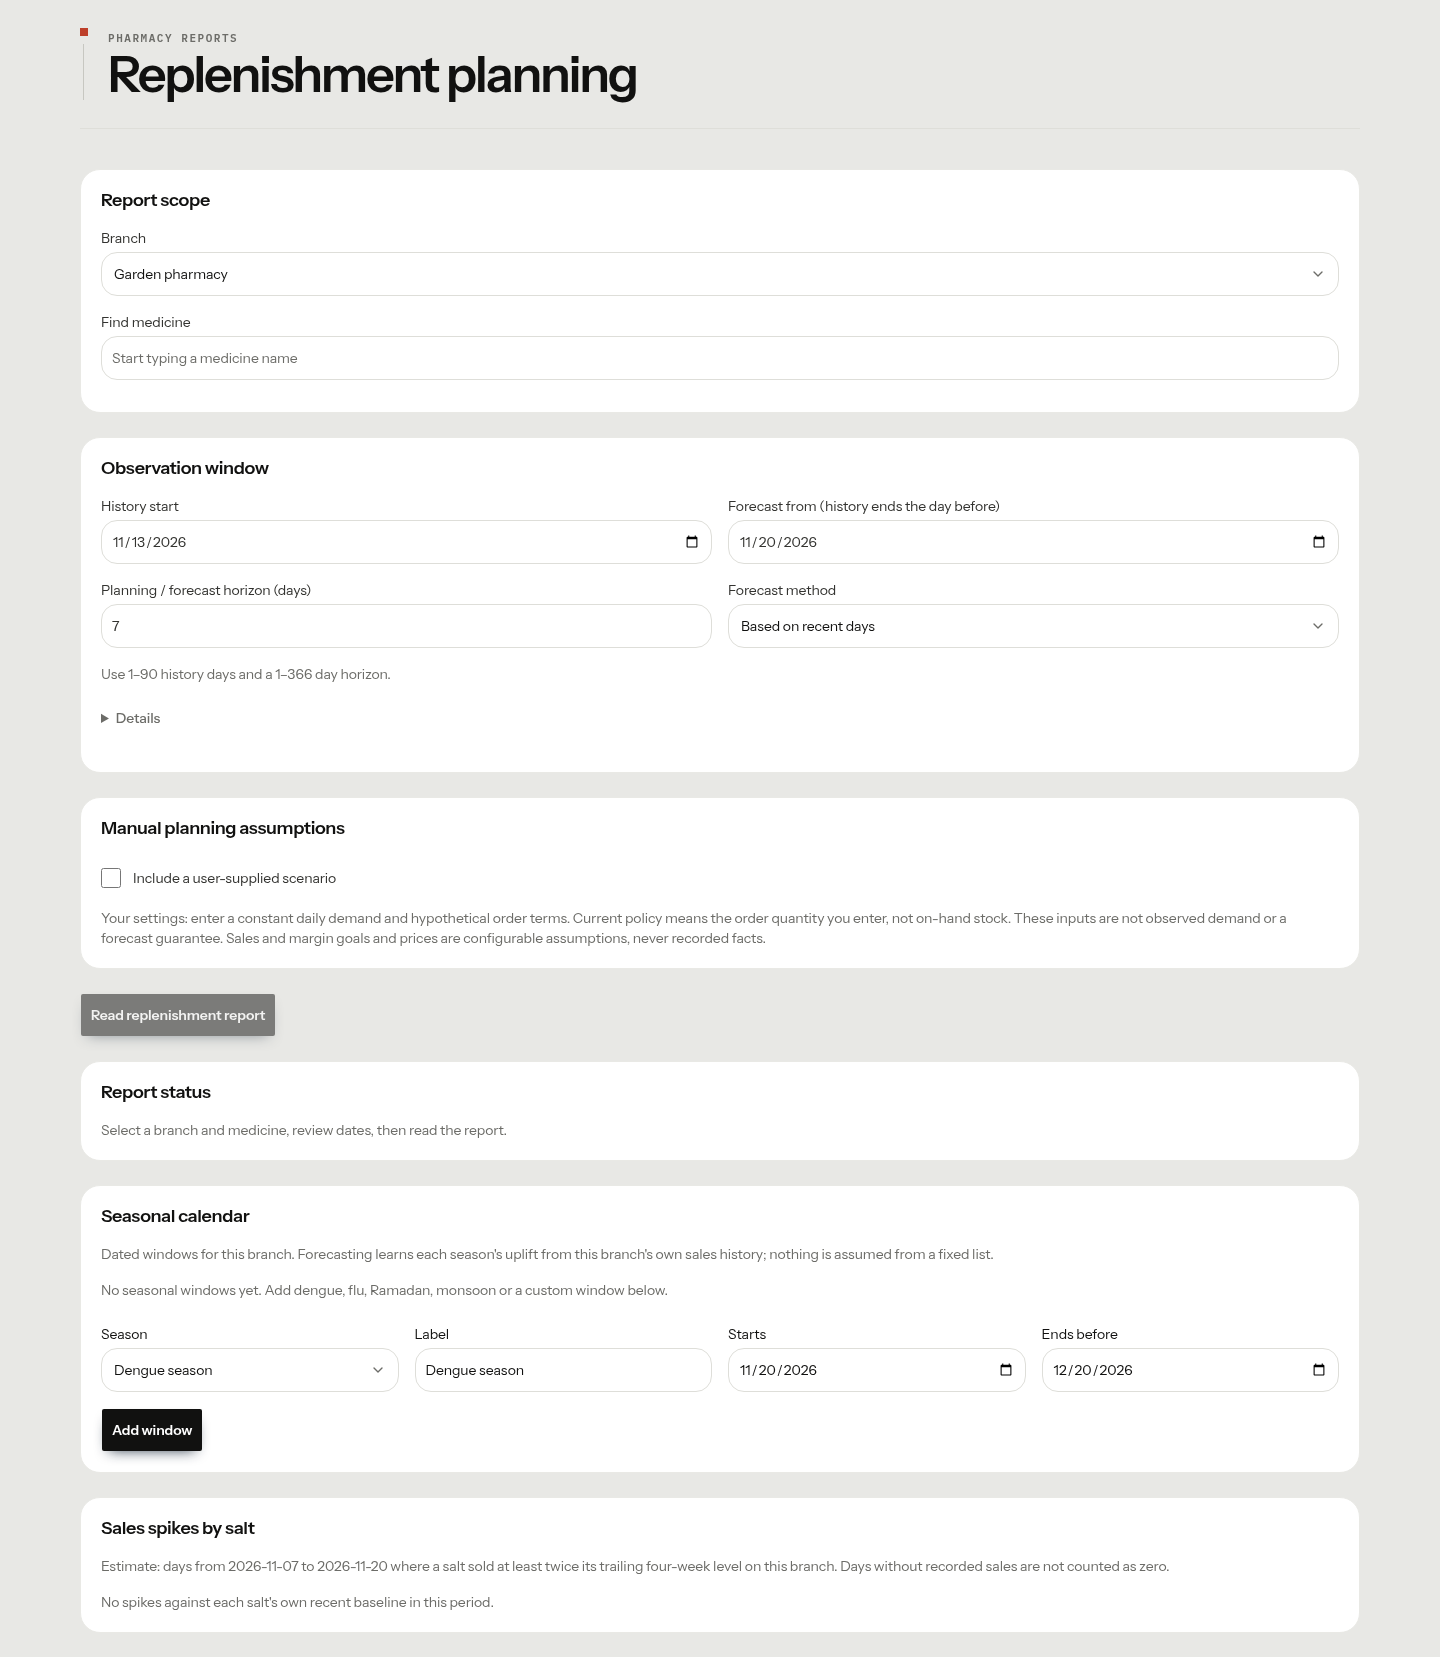 PHARMACY REPORTS
Replenishment planning
Report scope
Branch
Garden pharmacy
Find medicine
Start typing a medicine name
Observation window
History start
Forecast from (history ends the day before)
11/13/2026
11/20/2026
Planning / forecast horizon (days)
Forecast method
7
Based on recent days
Use 1–90 history days and a 1–366 day horizon.
Details
Manual planning assumptions
Include a user-supplied scenario
Your settings: enter a constant daily demand and hypothetical order terms. Current policy means the order quantity you enter, not on-hand stock. These inputs are not observed demand or a
forecast guarantee. Sales and margin goals and prices are configurable assumptions, never recorded facts.
Read replenishment report
Report status
Select a branch and medicine, review dates, then read the report.
Seasonal calendar
Dated windows for this branch. Forecasting learns each season's uplift from this branch's own sales history; nothing is assumed from a fixed list.
No seasonal windows yet. Add dengue, flu, Ramadan, monsoon or a custom window below.
Season
Label
Starts
Ends before
Dengue season
Dengue season
11/20/2026
12/20/2026
Add window
Sales spikes by salt
Estimate: days from 2026-11-07 to 2026-11-20 where a salt sold at least twice its trailing four-week level on this branch. Days without recorded sales are not counted as zero.
No spikes against each salt's own recent baseline in this period.